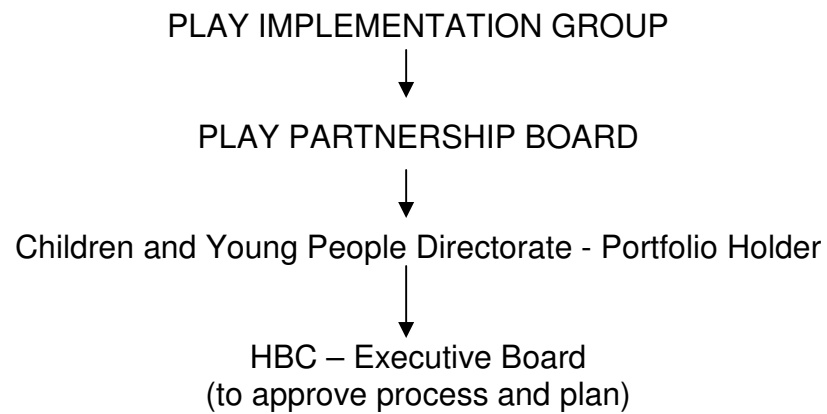 PLAY IMPLEMENTATION GROUP
PLAY PARTNERSHIP BOARD
Children and Young People Directorate - Portfolio Holder
HBC – Executive Board
(to approve process and plan)